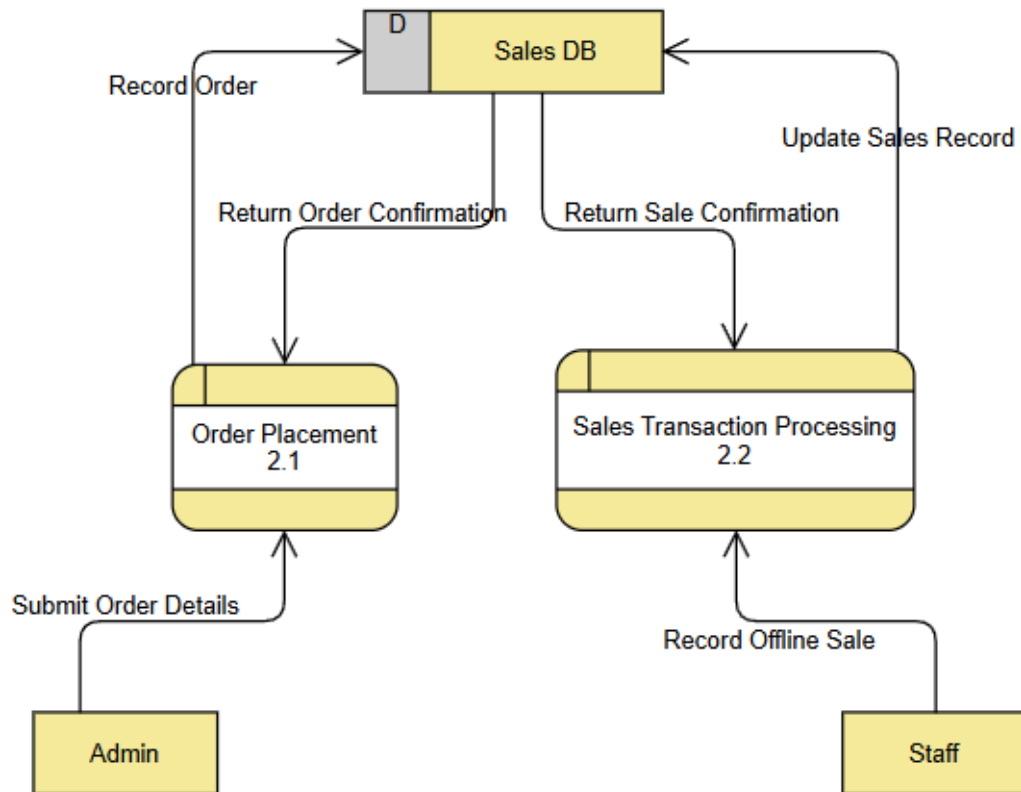 D
Sales DB
Record Order
Update Sales Record
Return Order Confirmation
Return Sale Confirmation
Order Placement
2.1
Sales Transaction Processing
2.2
Submit Order Details
Record Offline Sale
Admin
Staff